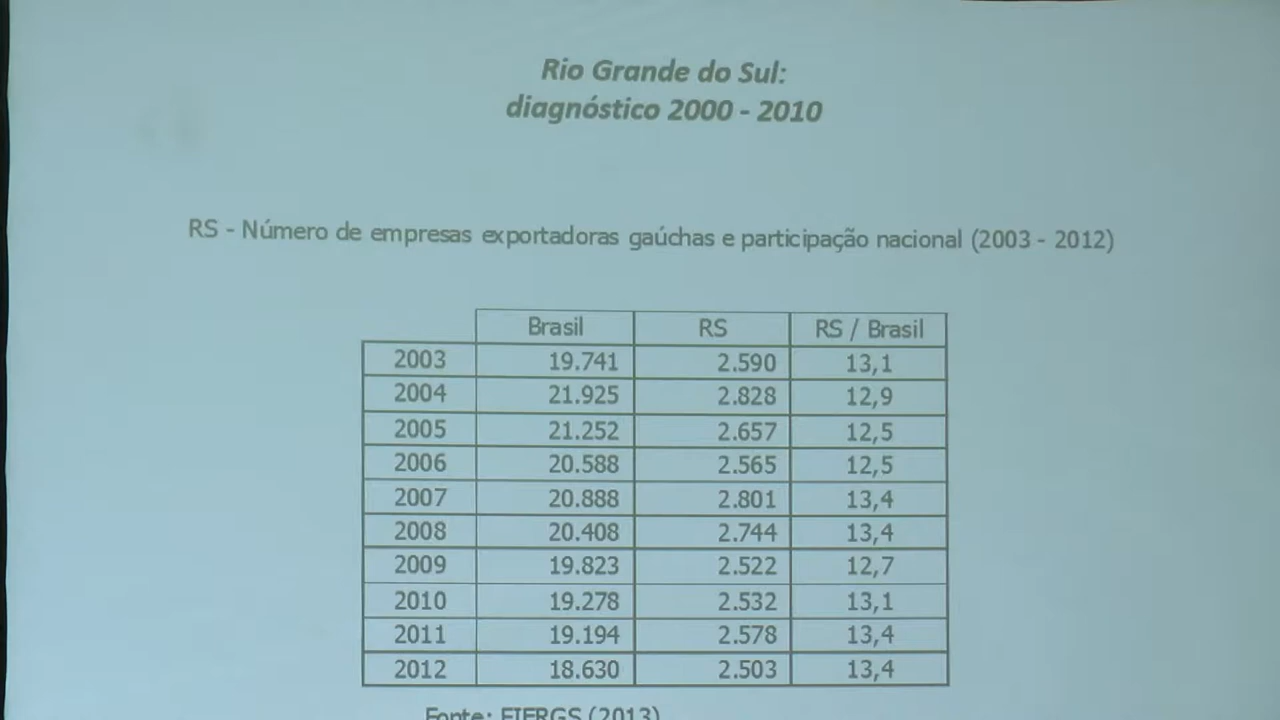 Rio Grande do Sul:
diagnóstico 2000 - 2010
RS - Número de empresas exportadoras gaúchas e participação nacional (2003 - 2012)
Brasil RS RS / Brasil
2003 19.741 2.590 13,1
2004 21.925 2.828 12,9
2005 21.252 2.657 12,5
2006 20.588 2.565 12,5
2007 20.888 2.801 13,4
2008 20.408 2.744 13,4
2009 19.823 2.522 12,7
2010 19.278 2.532 13,1
2011 19.194 2.578 13,4
2012 18.630 2.503 13,4
Fonte: FIERGS (2013)